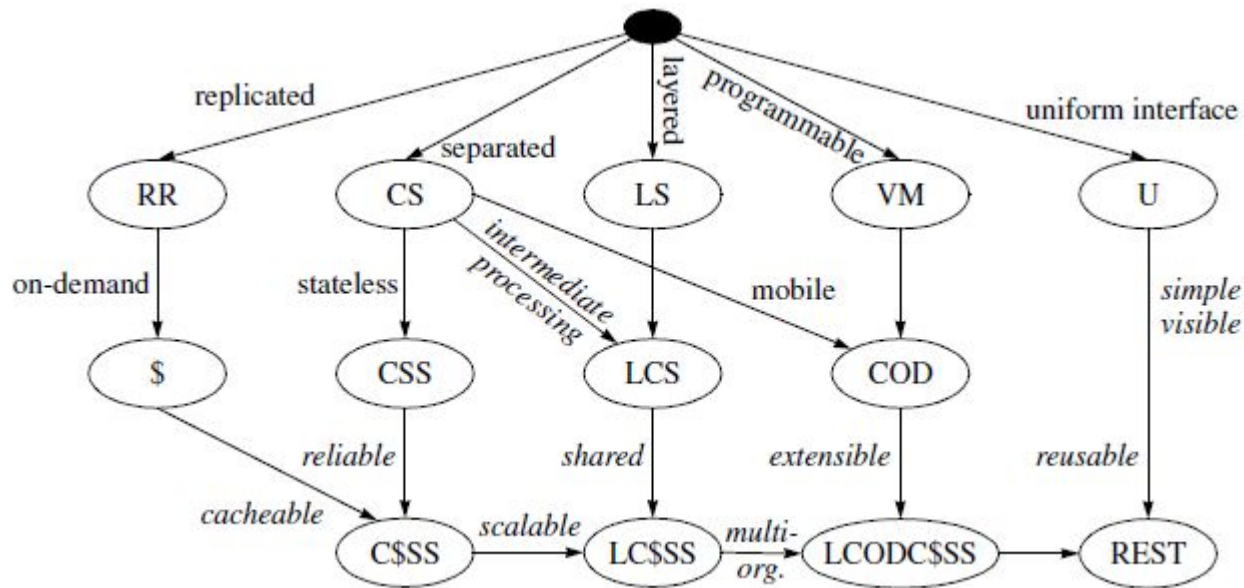 replicated
separated
layered
programmable
uniform interface
RR
CS
LS
VM
U
on-demand
stateless
intermediate
processing
mobile
simple
visible
$
CSS
LCS
COD
cacheable
reliable
shared
extensible
reusable
C$SS
scalable
LC$SS
multi-
org.
LCODC$SS
REST